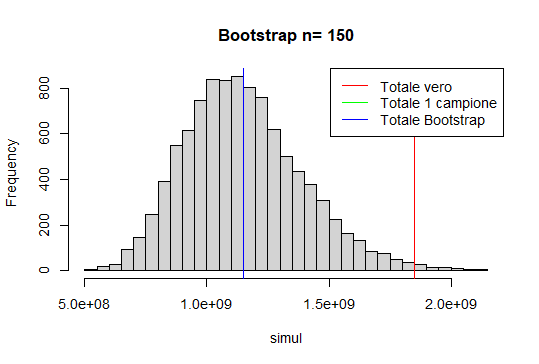 Bootstrap n= 150
Totale vero
Totale 1 campione
Totale Bootstrap
Frequency
800
600
400
200
0
5.0e+08 1.0e+09 1.5e+09 2.0e+09
simul